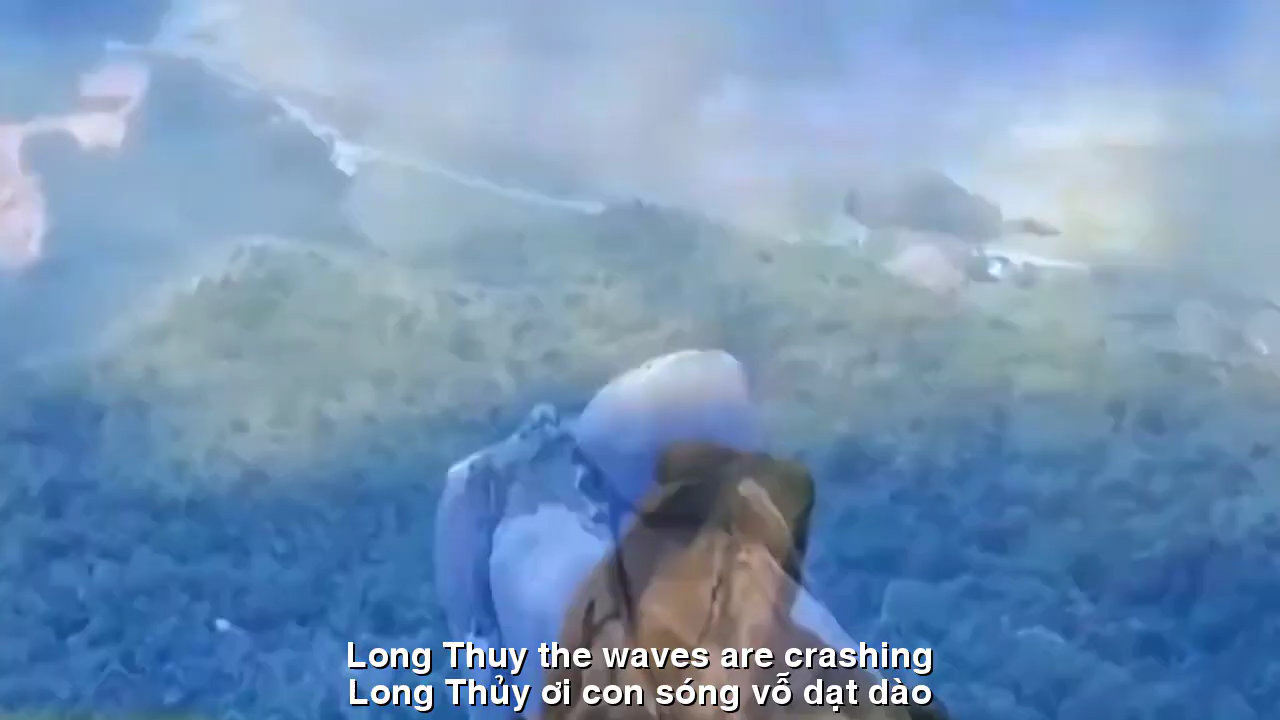 Long Thuy the waves are crashing
Long Thủy ơi con sóng vỗ dạt dào